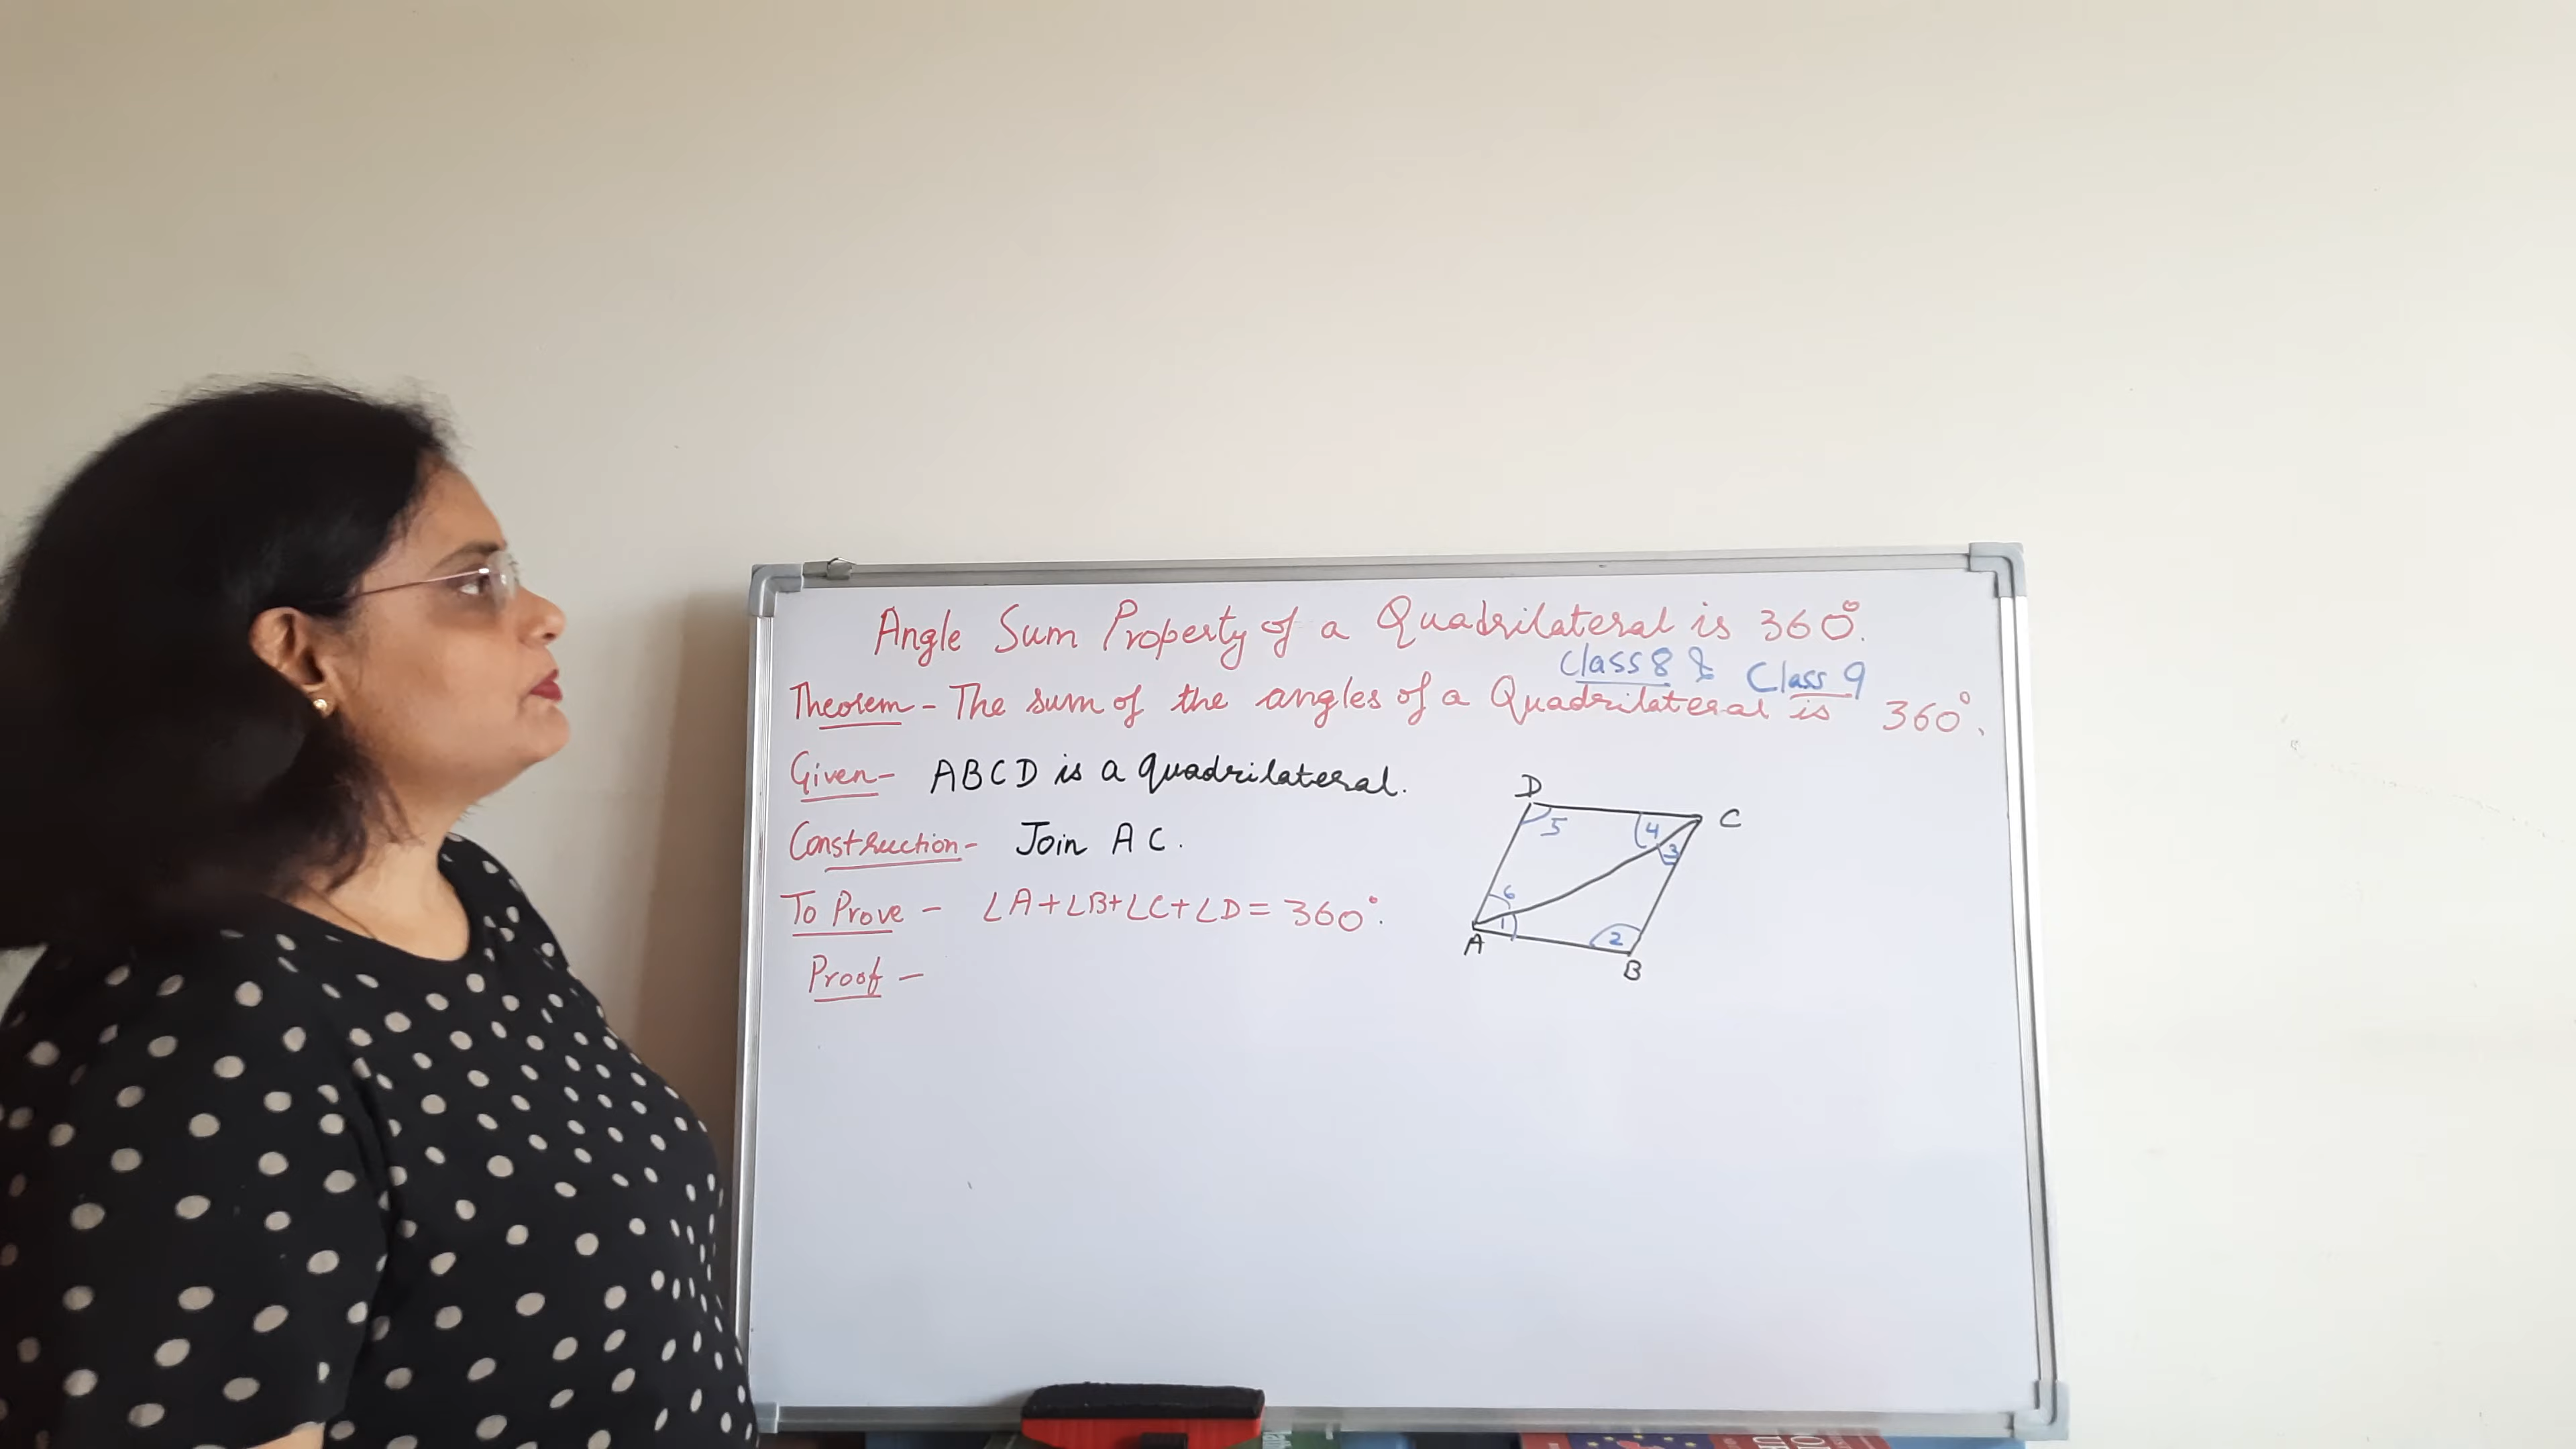 Angle Sum Property of a Quadrilateral is 360°.
Class 8 & Class 9
Theorem - The sum of the angles of a Quadrilateral is 360°.
Given - ABCD is a quadrilateral.
Construction - Join AC.
To Prove - ∠A+∠B+∠C+∠D = 360°.
Proof -
D
C
5
4
3
6
1
2
A
B